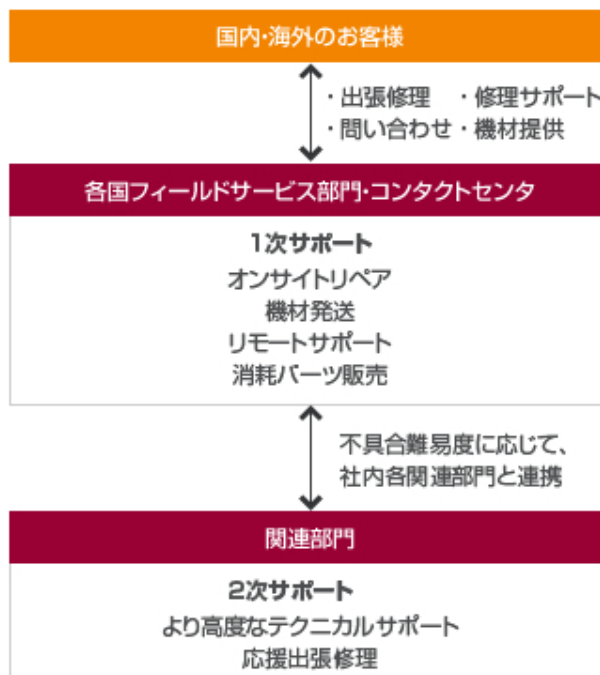 国内・海外のお客様
・出張修理 ・修理サポート
・問い合わせ・機材提供
各国フィールドサービス部門・コンタクトセンタ
1次サポート
オンサイトリペア
機材発送
リモートサポート
消耗パーツ販売
不具合難易度に応じて、
社内各関連部門と連携
関連部門
2次サポート
より高度なテクニカルサポート
応援出張修理